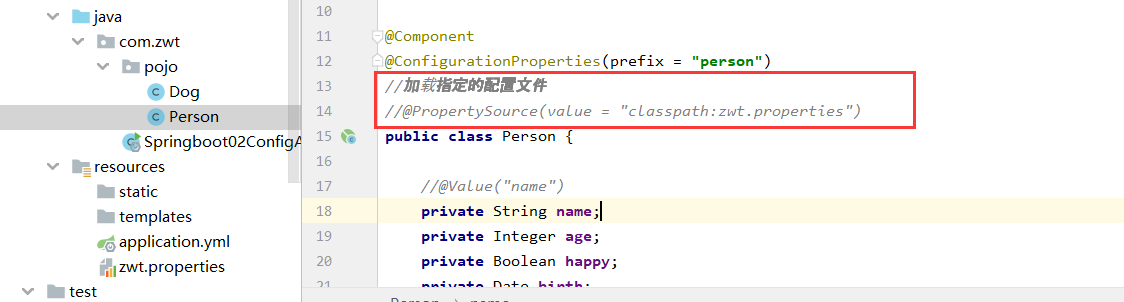 java
com.zwt
pojo
Dog
Person
Springboot02ConfigA
resources
static
templates
application.yml
zwt.properties
test
10
11 @Component
12 @ConfigurationProperties(prefix = "person")
13 //加载指定的配置文件
14 //@PropertySource(value = "classpath:zwt.properties")
15 public class Person {
16
17 //@Value("name")
18 private String name;
19 private Integer age;
20 private Boolean happy;
21 private Date birth;
Person > name